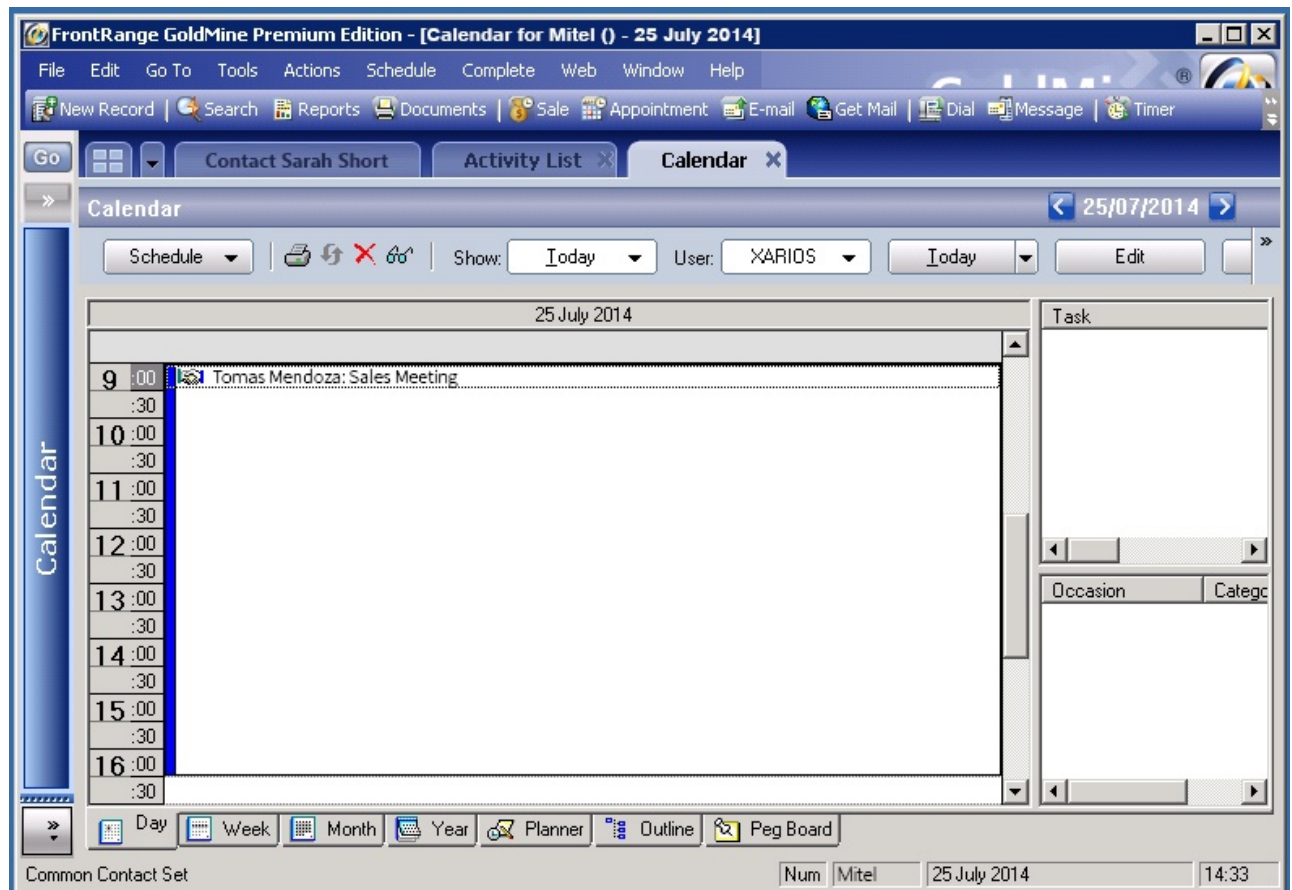 FrontRange GoldMine Premium Edition - [Calendar for Mitel () - 25 July 2014]
File Edit Go To Tools Actions Schedule Complete Web Window Help
®
New Record Search Reports Documents Sale Appointment E-mail Get Mail Dial Message Timer
Go Contact Sarah Short Activity List Calendar
» Calendar 25/07/2014
Schedule Show: Today User: XARIOS Today Edit »
25 July 2014 Task
9 :00 Tomas Mendoza: Sales Meeting
:30
10 :00
:30
11 :00
:30
12 :00
:30
13 :00
:30
14 :00
:30
15 :00
:30
16 :00
:30
Occasion Catego
Calendar
» Day Week Month Year Planner Outline Peg Board
Common Contact Set Num Mitel 25 July 2014 14:33